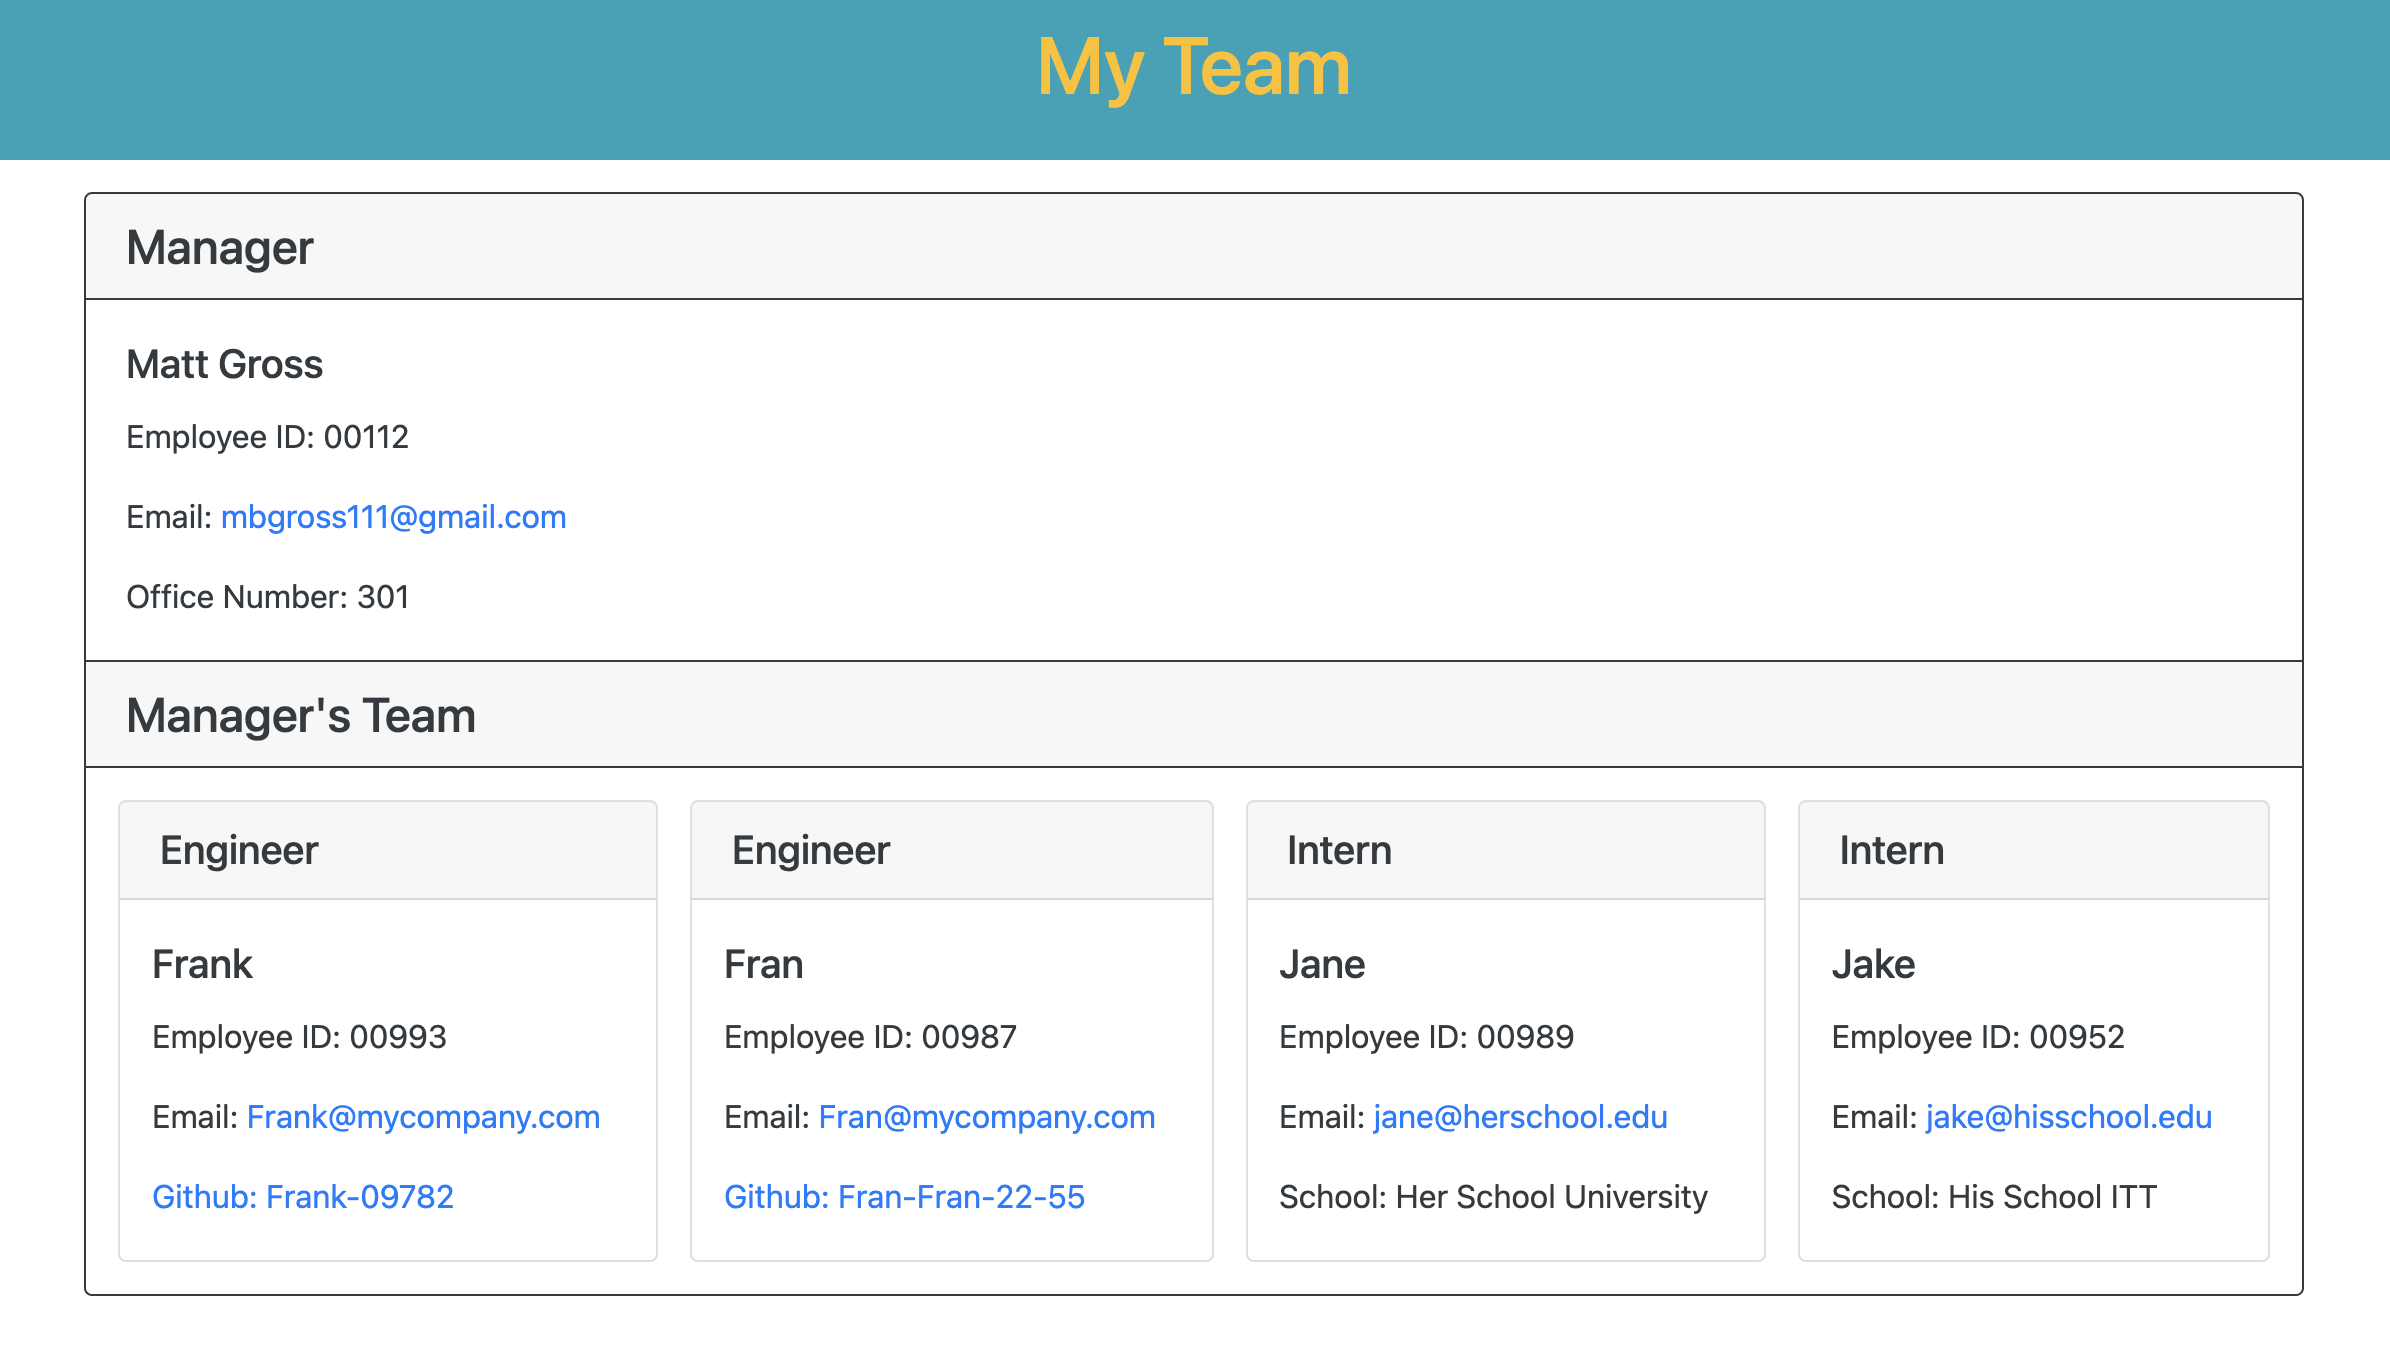 My Team
Manager
Matt Gross
Employee ID: 00112
Email: mbgross111@gmail.com
Office Number: 301
Manager's Team
Engineer
Frank
Employee ID: 00993
Email: Frank@mycompany.com
Github: Frank-09782
Engineer
Fran
Employee ID: 00987
Email: Fran@mycompany.com
Github: Fran-Fran-22-55
Intern
Jane
Employee ID: 00989
Email: jane@herschool.edu
School: Her School University
Intern
Jake
Employee ID: 00952
Email: jake@hisschool.edu
School: His School ITT